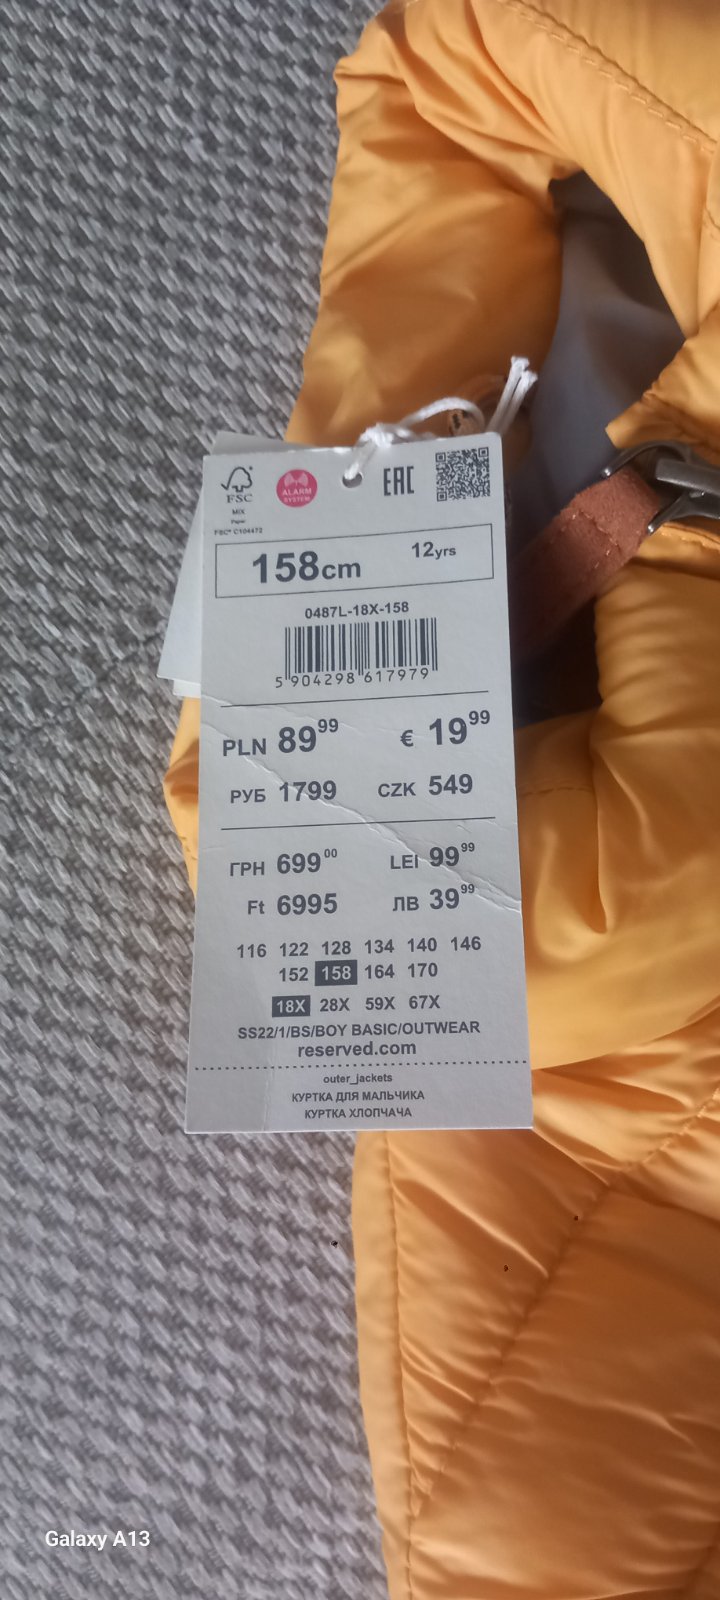 FSC
MIX
Paper
FSC® C104472
ALARM
SYSTEM
EAC
158cm 12yrs
0487L-18X-158
5 904298 617979
PLN 89 99 € 19 99
РУБ 1799 CZK 549
ГРН 699 00 LEI 99 99
Ft 6995 ЛВ 39 99
116 122 128 134 140 146
152 158 164 170
18X 28X 59X 67X
SS22/1/BS/BOY BASIC/OUTWEAR
reserved.com
outer_jackets
КУРТКА ДЛЯ МАЛЬЧИКА
КУРТКА ХЛОПЧАЧА
Galaxy A13